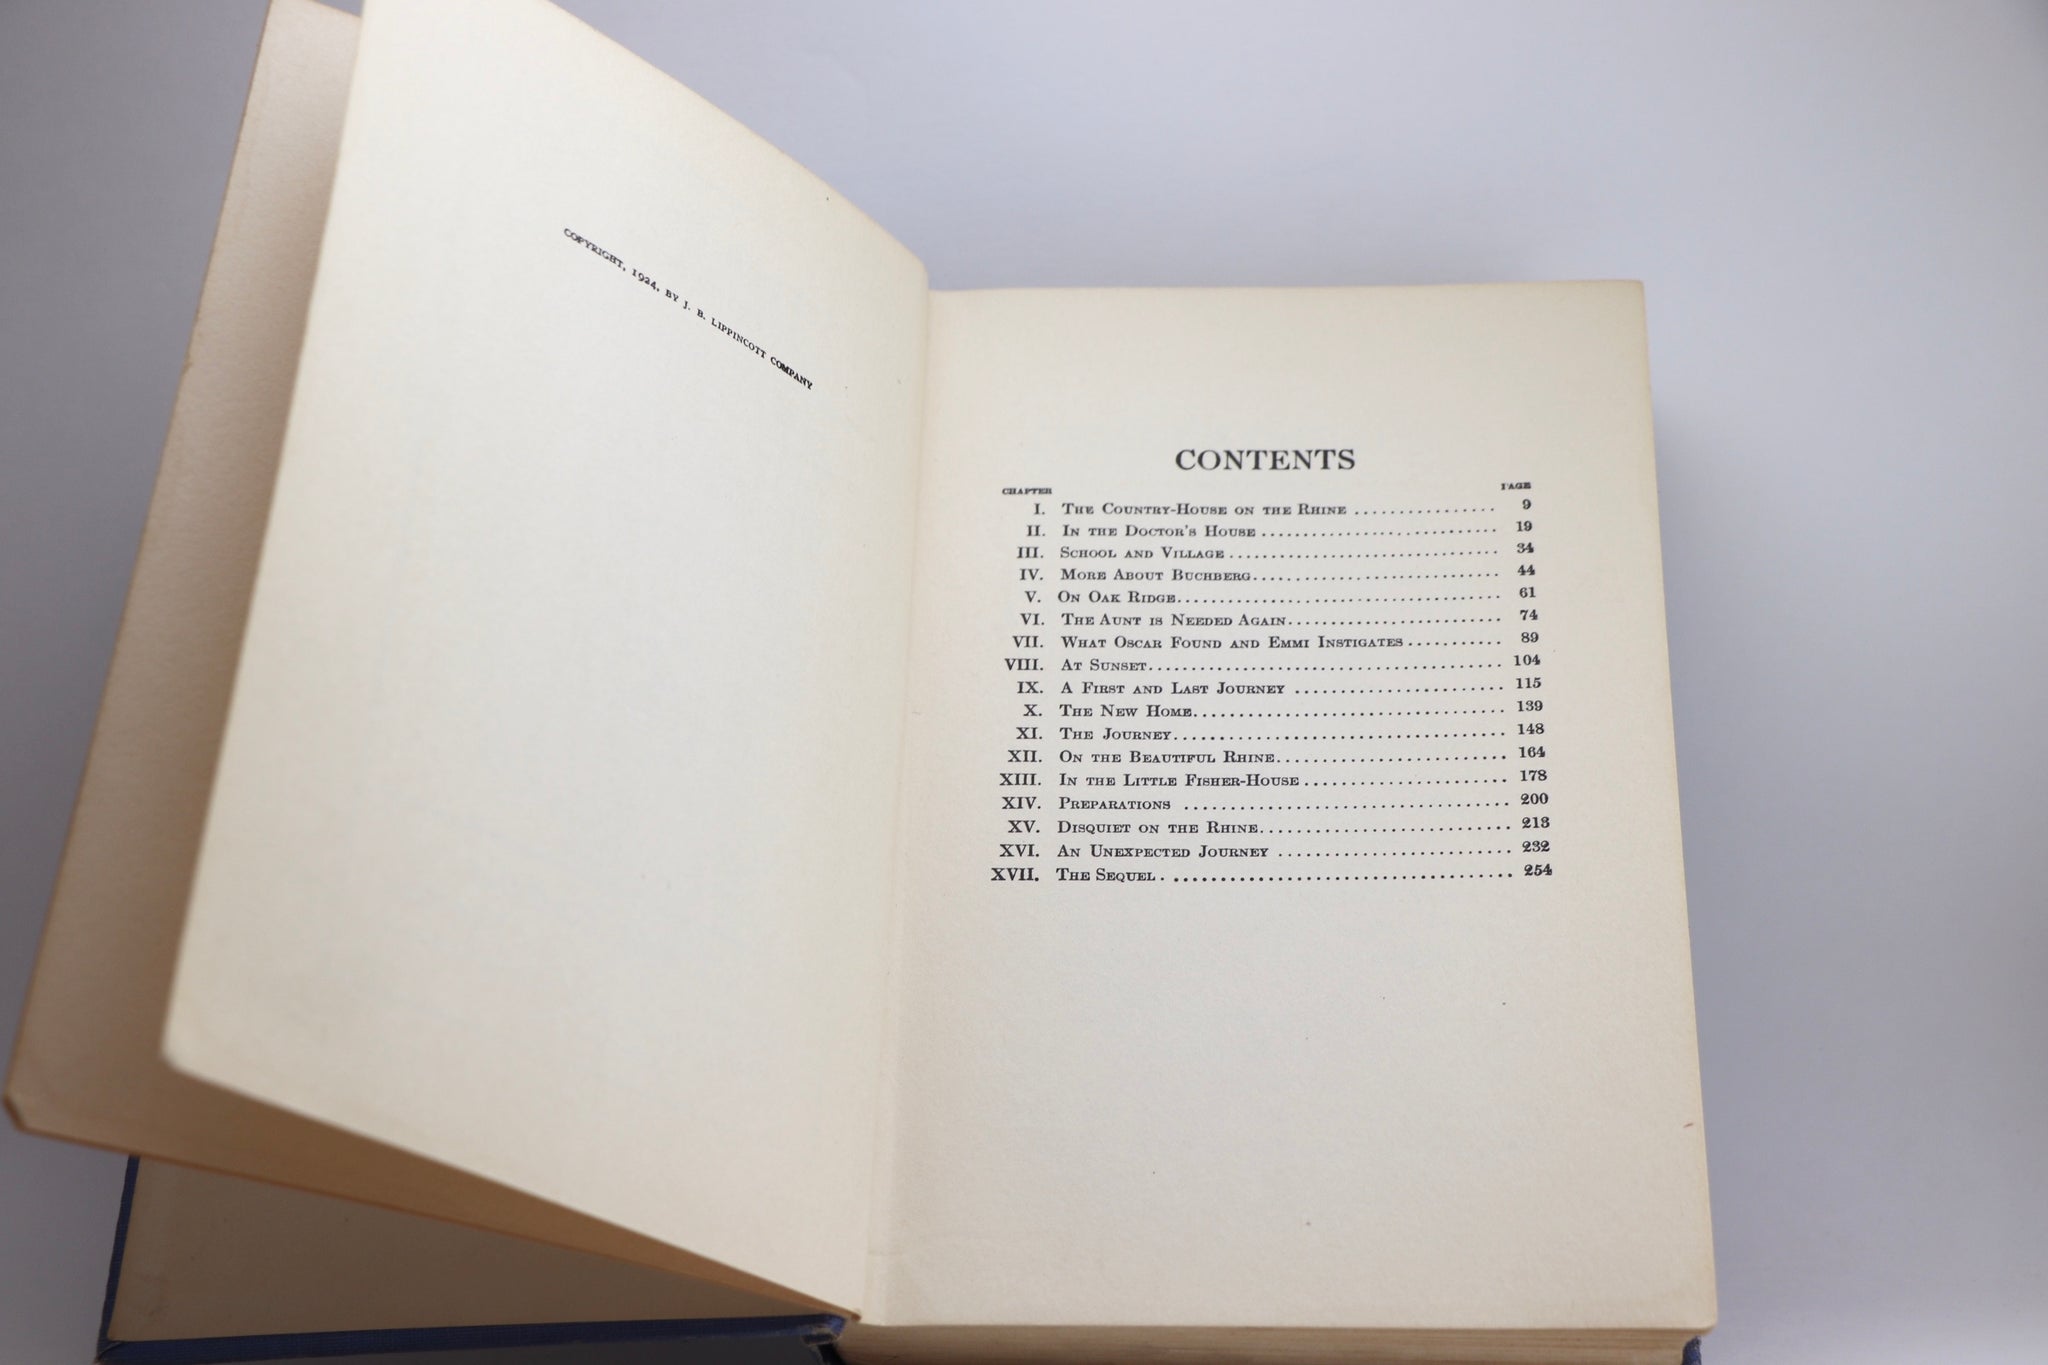 COPYRIGHT, 1924, BY J. B. LIPPINCOTT COMPANY
CONTENTS
CHAPTER PAGE
I. The Country-House on the Rhine ................ 9
II. In the Doctor's House .......................... 19
III. School and Village ............................. 34
IV. More About Buchberg........................... 44
V. On Oak Ridge................................... 61
VI. The Aunt is Needed Again....................... 74
VII. What Oscar Found and Emmi Instigates .......... 89
VIII. At Sunset...................................... 104
IX. A First and Last Journey ....................... 115
X. The New Home.................................. 139
XI. The Journey.................................... 148
XII. On the Beautiful Rhine......................... 164
XIII. In the Little Fisher-House ...................... 178
XIV. Preparations ................................... 200
XV. Disquiet on the Rhine........................... 213
XVI. An Unexpected Journey ......................... 232
XVII. The Sequel. .................................... 254